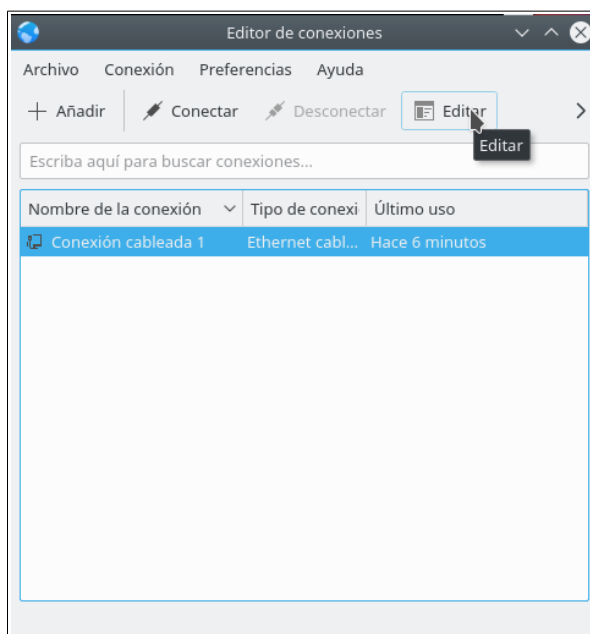 Editor de conexiones
Archivo Conexión Preferencias Ayuda
Añadir Conectar Desconectar Editar
Editar
Escriba aquí para buscar conexiones...
Nombre de la conexión Tipo de conexi Último uso
Conexión cableada 1 Ethernet cabl... Hace 6 minutos